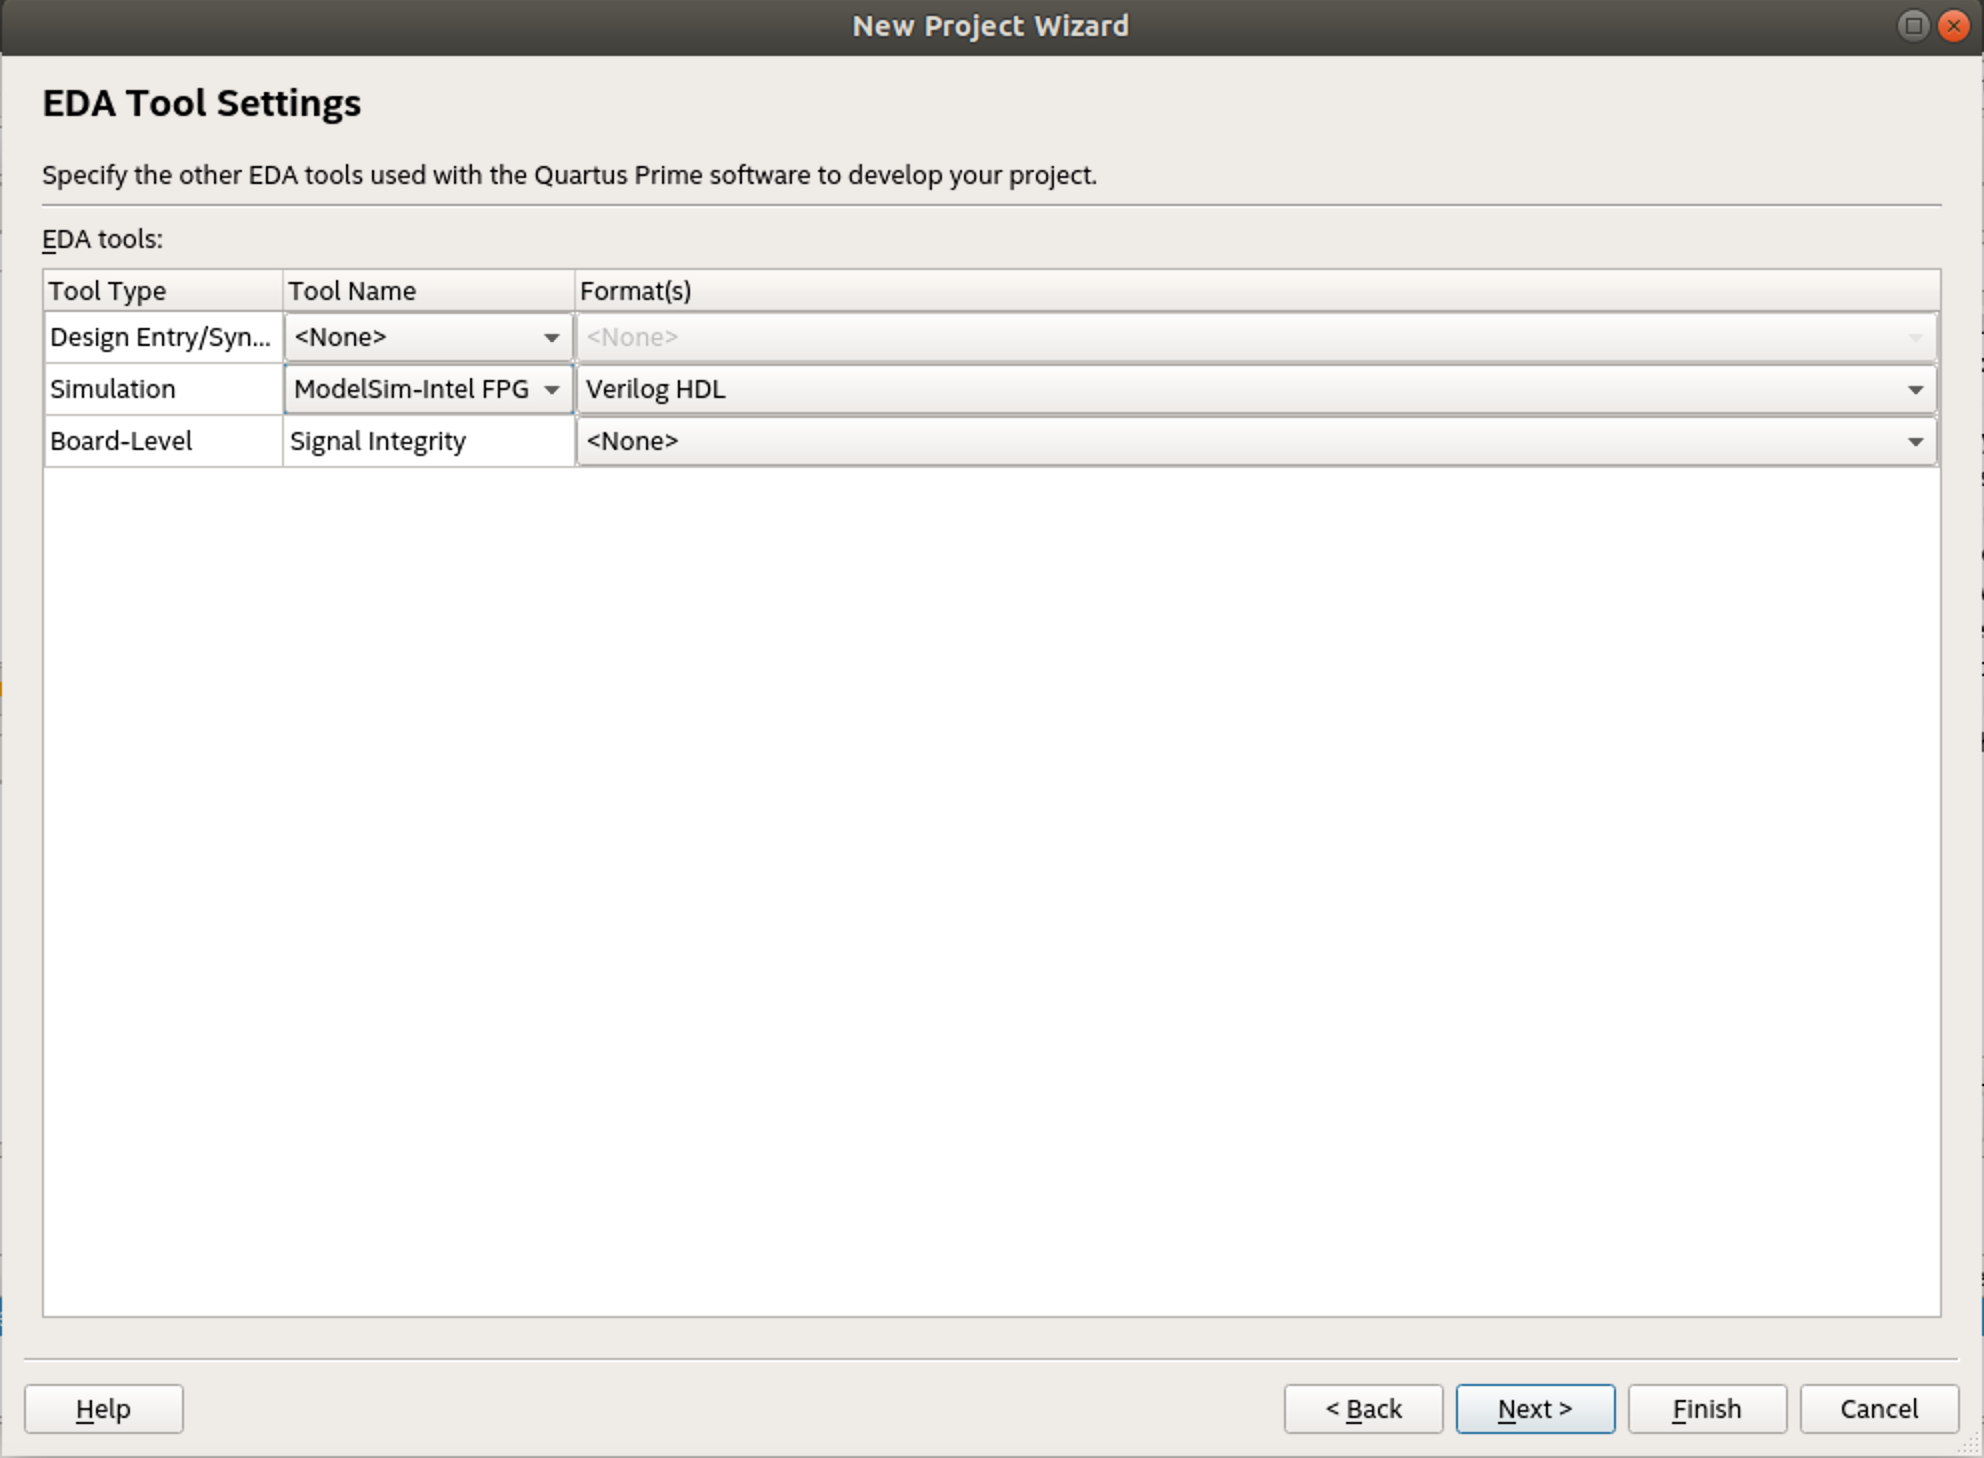 New Project Wizard
EDA Tool Settings
Specify the other EDA tools used with the Quartus Prime software to develop your project.
EDA tools:
Tool Type Tool Name Format(s)
Design Entry/Syn... <None> <None>
Simulation ModelSim-Intel FPG Verilog HDL
Board-Level Signal Integrity <None>
Help < Back Next > Finish Cancel